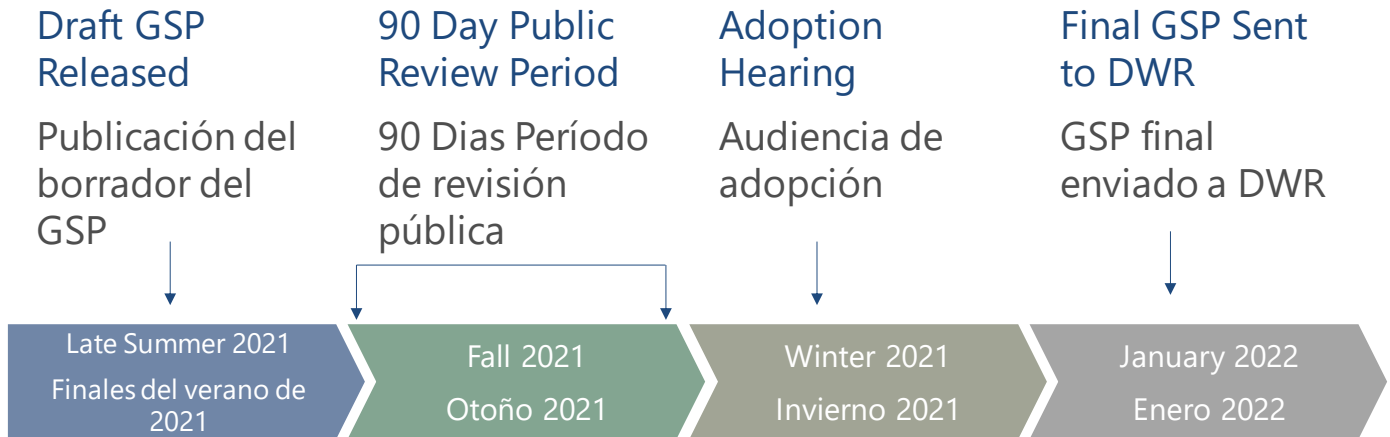 Draft GSP
Released
Publicación del
borrador del
GSP
90 Day Public
Review Period
90 Dias Período
de revisión
pública
Adoption
Hearing
Audiencia de
adopción
Final GSP Sent
to DWR
GSP final
enviado a DWR
Late Summer 2021
Finales del verano de
2021
Fall 2021
Otoño 2021
Winter 2021
Invierno 2021
January 2022
Enero 2022